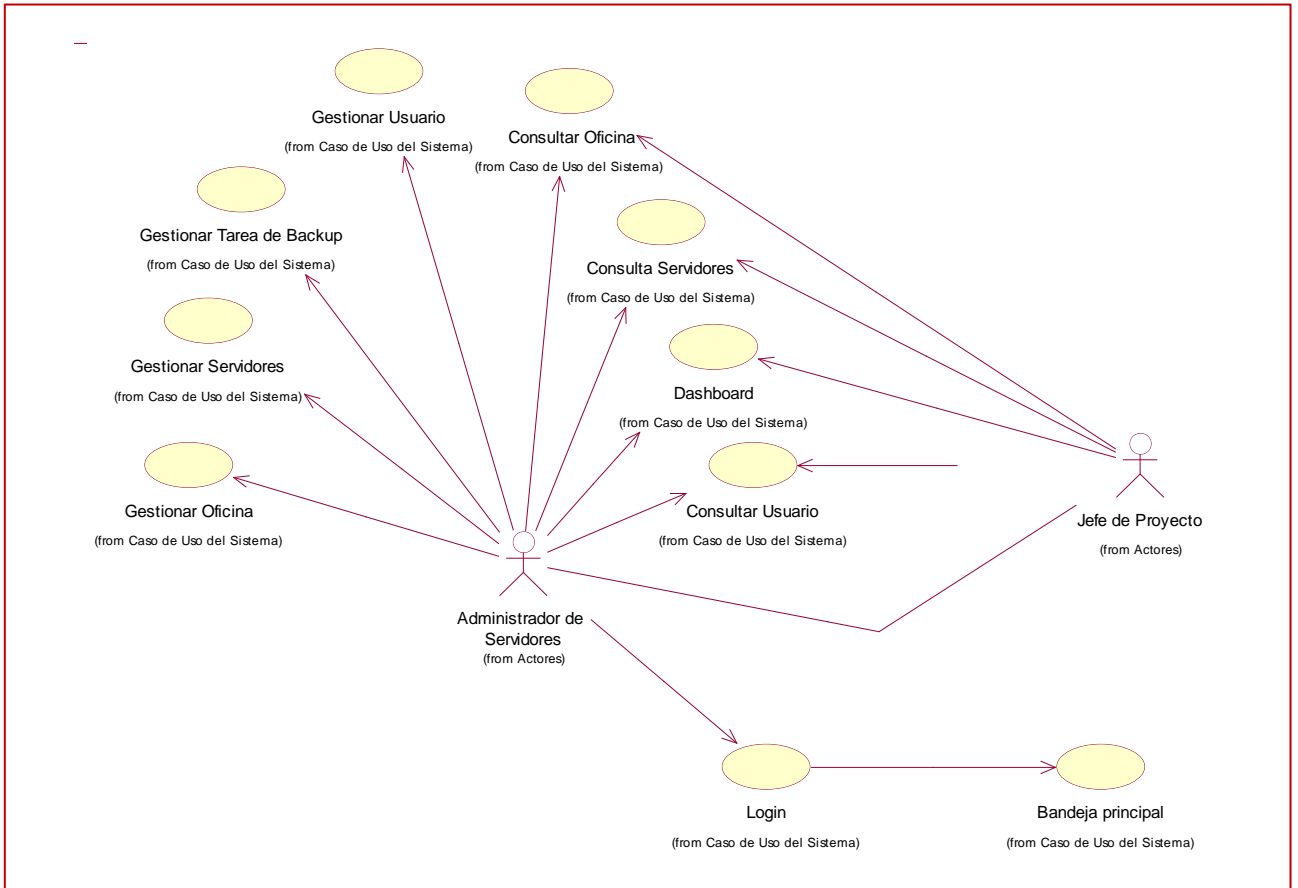 Gestionar Usuario
(from Caso de Uso del Sistema)
Consultar Oficina
(from Caso de Uso del Sistema)
Gestionar Tarea de Backup
(from Caso de Uso del Sistema)
Consulta Servidores
(from Caso de Uso del Sistema)
Gestionar Servidores
(from Caso de Uso del Sistema)
Dashboard
(from Caso de Uso del Sistema)
Gestionar Oficina
(from Caso de Uso del Sistema)
Consultar Usuario
(from Caso de Uso del Sistema)
Jefe de Proyecto
(from Actores)
Administrador de
Servidores
(from Actores)
Login
(from Caso de Uso del Sistema)
Bandeja principal
(from Caso de Uso del Sistema)